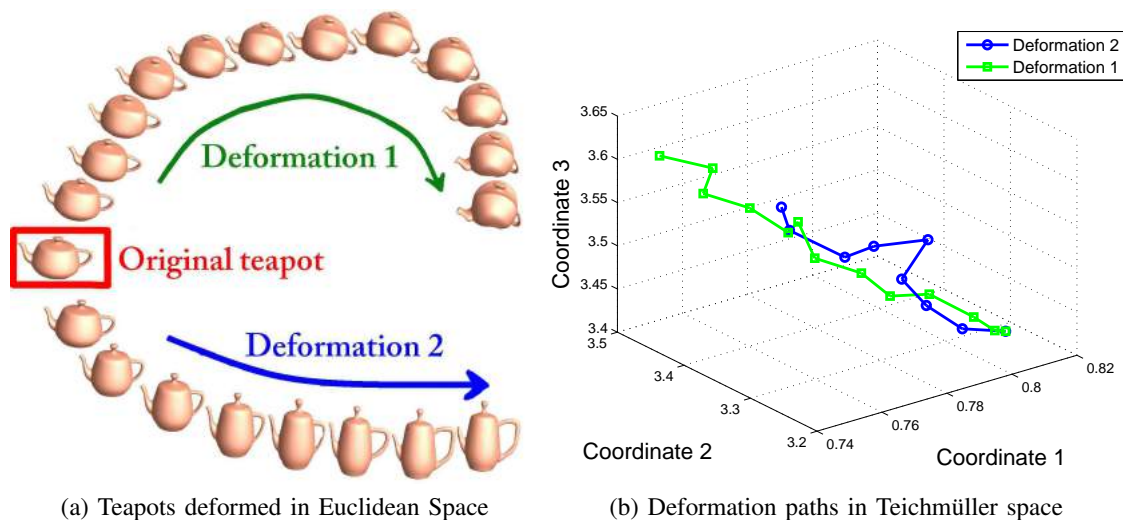 Deformation 1
Original teapot
Deformation 2
(a) Teapots deformed in Euclidean Space
Deformation 2
Deformation 1
3.65
3.6
3.55
3.5
3.45
3.4
Coordinate 3
3.5
3.4
3.3
3.2
Coordinate 2
0.74
0.76
0.78
0.8
0.82
Coordinate 1
(b) Deformation paths in Teichmüller space